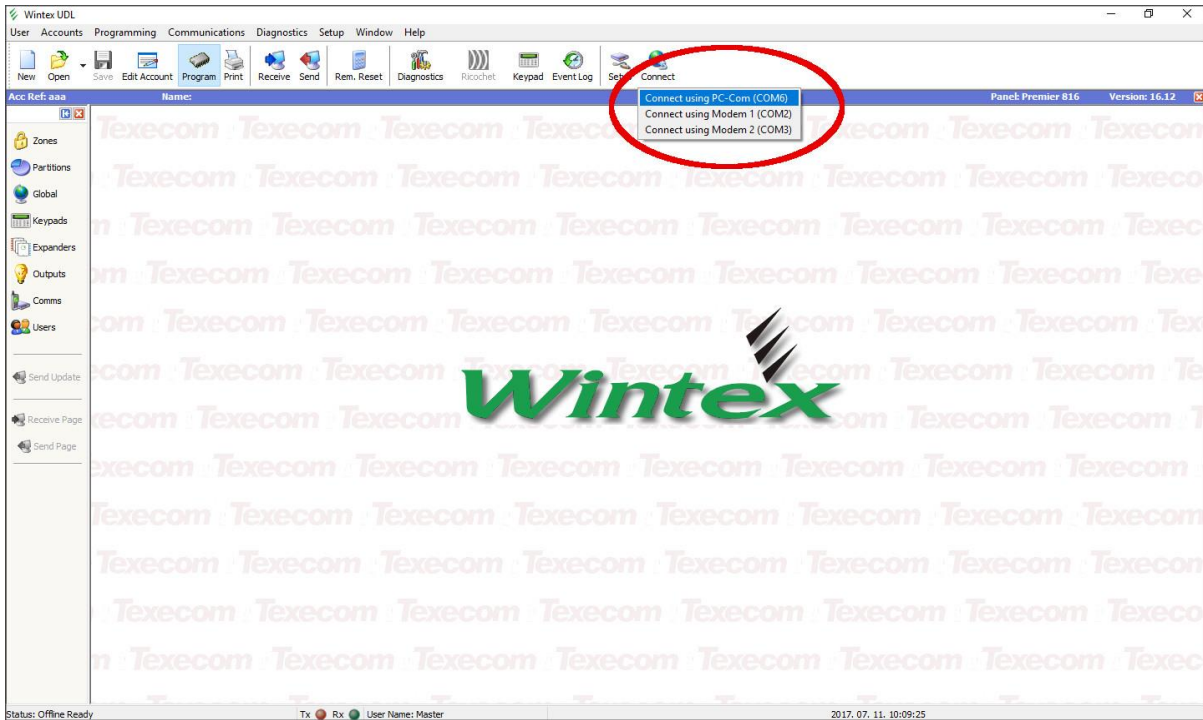 Wintex UDL
User Accounts Programming Communications Diagnostics Setup Window Help
New Open Save Edit Account Program Print Receive Send Rem. Reset Diagnostics Ricochet Keypad Event Log Connect
Acc Ref: aaa Name: Panel: Premier 816 Version: 16.12
Connect using PC-Com (COM6)
Connect using Modem 1 (COM2)
Connect using Modem 2 (COM3)
Zones
Partitions
Global
Keypads
Expanders
Outputs
Comms
Users
Send Update
Receive Page
Send Page
Texecom
Wintex
Status: Offline Ready Tx Rx User Name: Master 2017. 07. 11. 10:09:25